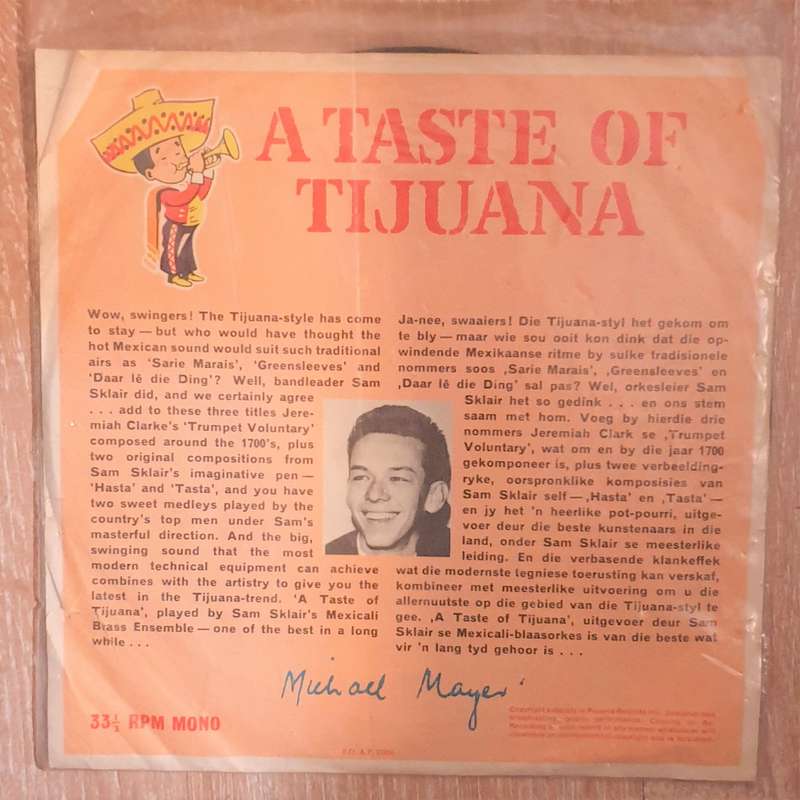 A TASTE OF
TIJUANA
Wow, swingers! The Tijuana-style has come
to stay — but who would have thought the
hot Mexican sound would suit such traditional
airs as ‘Sarie Marais’, ‘Greensleeves’ and
‘Daar lê die Ding’? Well, bandleader Sam
Sklair did, and we certainly agree
. . . add to these three titles Jere-
miah Clarke's ‘Trumpet Voluntary’
composed around the 1700's, plus
two original compositions from
Sam Sklair's imaginative pen —
‘Hasta’ and ‘Tasta’, and you have
two sweet medleys played by the
country's top men under Sam's
masterful direction. And the big,
swinging sound that the most
modern technical equipment can achieve
combines with the artistry to give you the
latest in the Tijuana-trend. ‘A Taste of
Tijuana’, played by Sam Sklair's Mexicali
Brass Ensemble — one of the best in a long
while . . .
Ja-nee, swaaiers! Die Tijuana-styl het gekom om
te bly — maar wie sou ooit kon dink dat die op-
windende Mexikaanse ritme by sulke tradisionele
nommers soos ‚Sarie Marais’, ‚Greensleeves’ en
‚Daar lê die Ding’ sal pas? Wel, orkesleier Sam
Sklair het so gedink . . . en ons stem
saam met hom. Voeg by hierdie drie
nommers Jeremiah Clark se ‚Trumpet
Voluntary’, wat om en by die jaar 1700
gekomponeer is, plus twee verbeelding-
ryke, oorspronklike komposisies van
Sam Sklair self — ‚Hasta’ en ‚Tasta’ —
en jy het 'n heerlike pot-pourri, uitge-
voer deur die beste kunstenaars in die
land, onder Sam Sklair se meesterlike
leiding. En die verbasende klankeffek
wat die modernste tegniese toerusting kan verskaf,
kombineer met meesterlike uitvoering om u die
allernuutste op die gebied van die Tijuana-styl te
gee. ‚A Taste of Tijuana’, uitgevoer deur Sam
Sklair se Mexicali-blaasorkes is van die beste wat
vir 'n lang tyd gehoor is . . .
Michael Mayer
33⅓ RPM MONO